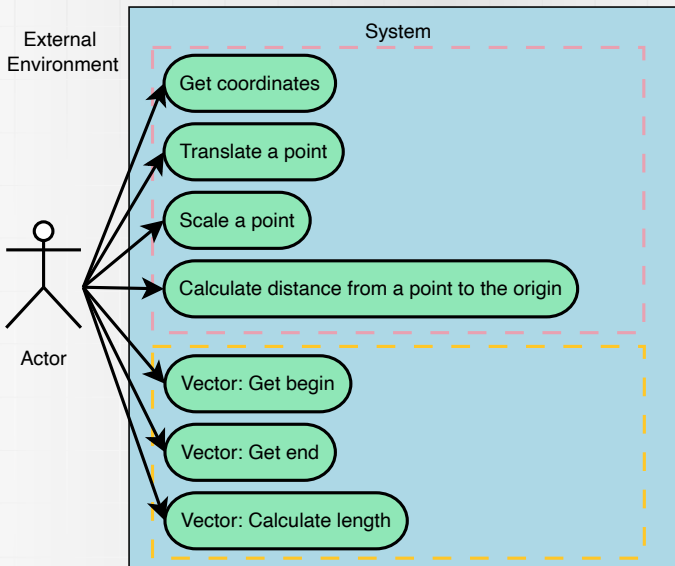 External
Environment
System
Get coordinates
Translate a point
Scale a point
Calculate distance from a point to the origin
Actor
Vector: Get begin
Vector: Get end
Vector: Calculate length